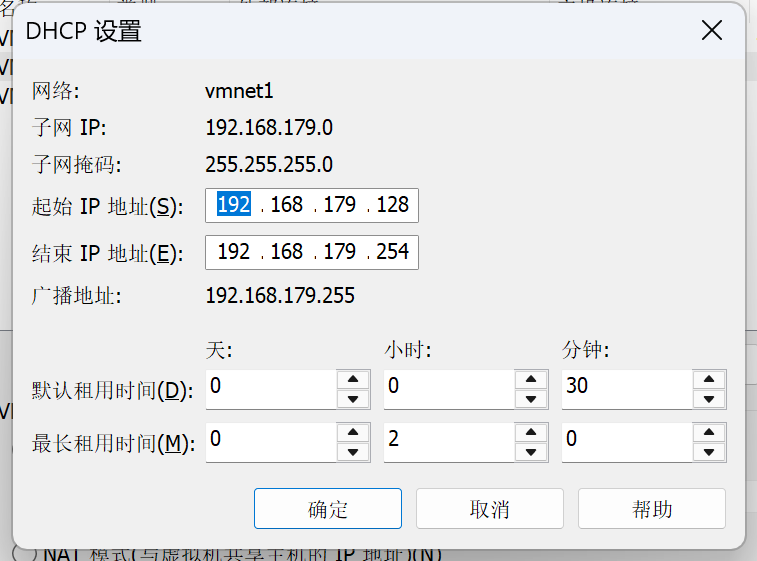 DHCP 设置
网络: vmnet1
子网 IP: 192.168.179.0
子网掩码: 255.255.255.0
起始 IP 地址(S): 192 . 168 . 179 . 128
结束 IP 地址(E): 192 . 168 . 179 . 254
广播地址: 192.168.179.255
天: 小时: 分钟:
默认租用时间(D): 0 0 30
最长租用时间(M): 0 2 0
确定 取消 帮助
NAT 模式(与虚拟机共享主机的 IP 地址)(N)